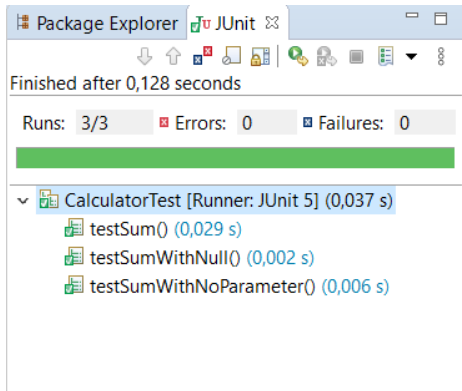 Package Explorer JUnit
Finished after 0,128 seconds
Runs: 3/3 Errors: 0 Failures: 0
CalculatorTest [Runner: JUnit 5] (0,037 s)
testSum() (0,029 s)
testSumWithNull() (0,002 s)
testSumWithNoParameter() (0,006 s)